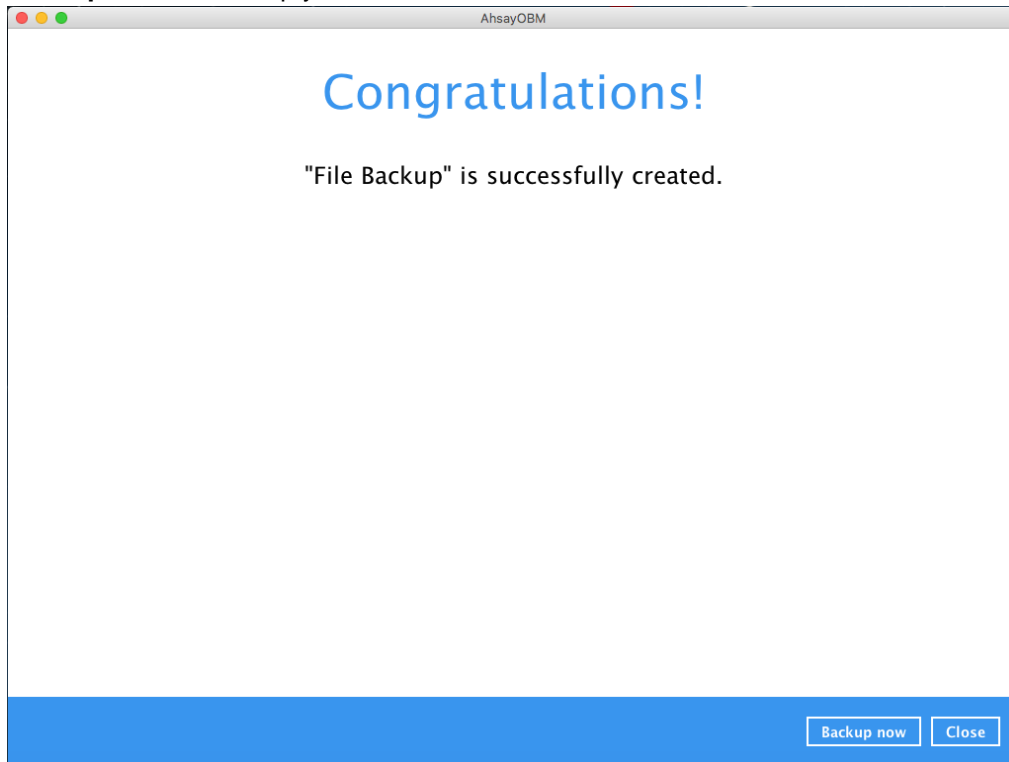 AhsayOBM
Congratulations!
"File Backup" is successfully created.
Backup now Close